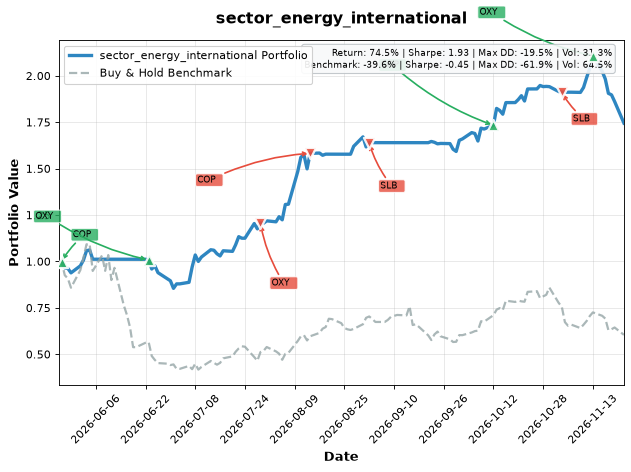 sector_energy_international
OXY
sector_energy_international Portfolio
Buy & Hold Benchmark
Return: 74.5% | Sharpe: 1.93 | Max DD: -19.5% | Vol: 31.3%
Benchmark: -39.6% | Sharpe: -0.45 | Max DD: -61.9% | Vol: 64.5%
2.00
1.75
1.50
1.00
0.75
0.50
Portfolio Value
OXY
COP
COP
OXY
SLB
SLB
2026-06-06
2026-06-22
2026-07-08
2026-07-24
2026-08-09
2026-08-25
2026-09-10
2026-09-26
2026-10-12
2026-10-28
2026-11-13
Date